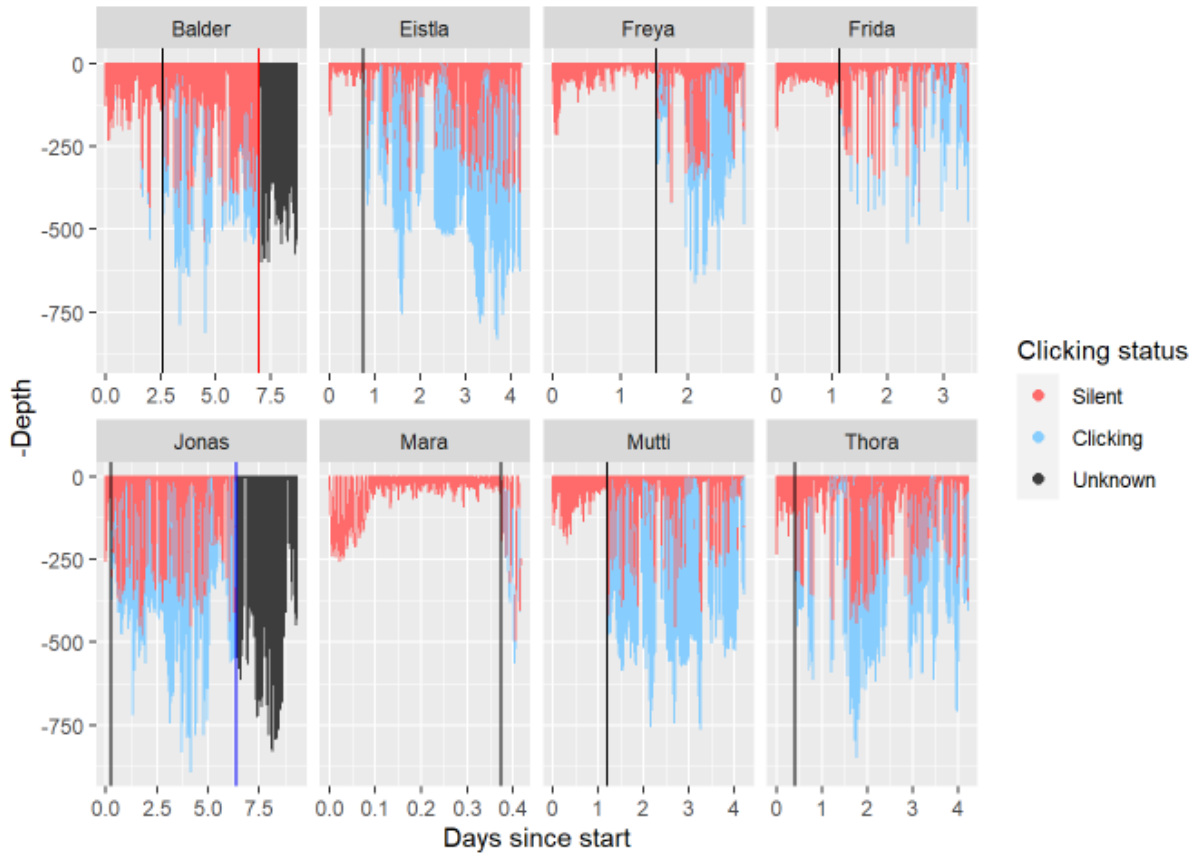 Balder Eistla Freya Frida
0
-250
-500
-750
0.0 2.5 5.0 7.5 0 1 2 3 4 0 1 2 0 1 2 3
-Depth
Jonas Mara Mutti Thora
0
-250
-500
-750
0.0 2.5 5.0 7.5 0 0.1 0.2 0.3 0.4 0 1 2 3 4 0 1 2 3 4
Days since start
Clicking status
Silent
Clicking
Unknown